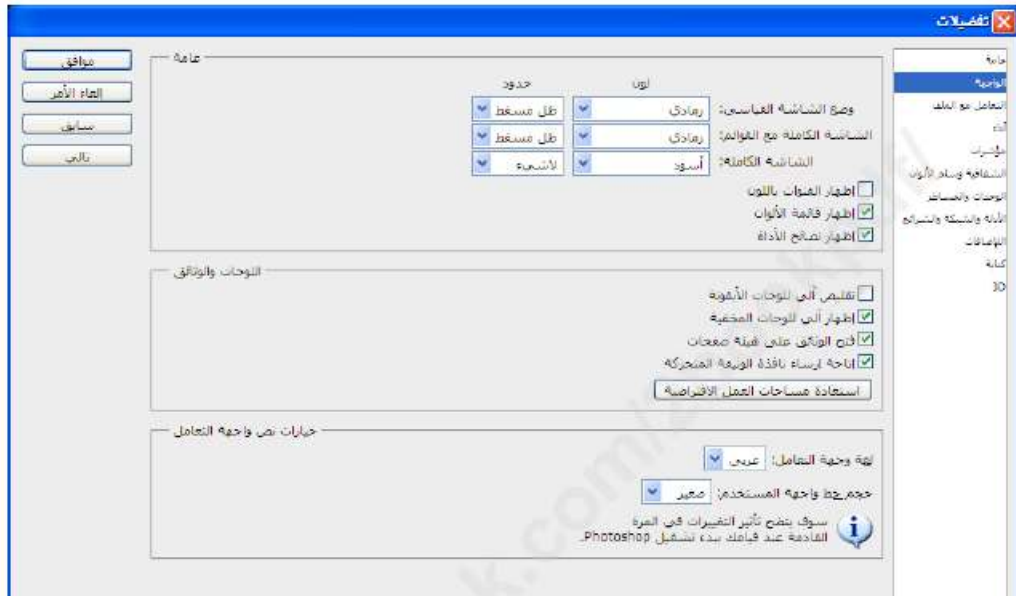 تفضيلات
عامة
الواجهة
التعامل مع الملف
أداء
مؤشرات
الشفافية وسلم الألوان
الوحدات والمساطر
الأدلة والشبكة والشرائح
الإضافات
كتابة
3D
عامة
لون حدود
وضع الشاشة القياسي: رمادي ظل مسقط
الشاشة الكاملة مع القوائم: رمادي ظل مسقط
الشاشة الكاملة: أسود لاشيء
اظهار القنوات باللون
إظهار قائمة الألوان
إظهار نصائح الأداة
اللوحات والوثائق
تقليص آلي للوحات الأيقونة
إظهار آلي للوحات المخفية
فتح الوثائق على هيئة صفحات
إتاحة إرساء نافذة الوثيقة المتحركة
استعادة مساحات العمل الافتراضية
خيارات نص واجهة التعامل
لغة وجهة التعامل: عربي
حجم خط واجهة المستخدم: صغير
سوف يتضح تأثير التغييرات في المرة
القادمة عند قيامك ببدء تشغيل Photoshop.
موافق
إلغاء الأمر
سابق
تالي